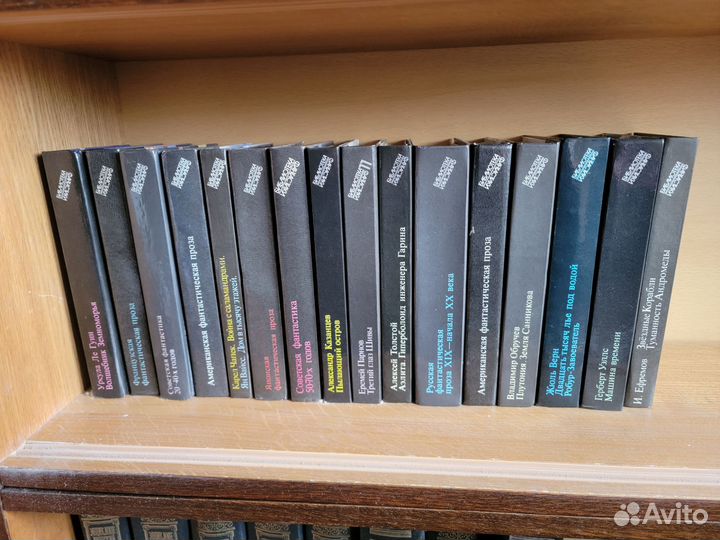 Урсула Ле Гуин
Волшебник Земноморья
Франкоязычная
фантастическая проза
Советская фантастика
20-40х годов
Американская фантастическая проза
Карел Чапек. Война с саламандрами.
Ян Вайсс. Дом в тысячу этажей.
Японская
фантастическая проза
Советская фантастика
50-70-х годов
Александр Казанцев
Пылающий остров
Еремей Парнов
Третий глаз Шивы
Алексей Толстой
Аэлита Гиперболоид инженера Гарина
Русская
фантастическая
проза XIX—начала XX века
Американская фантастическая проза
Владимир Обручев
Плутония Земля Санникова
Жюль Верн
Двадцать тысяч лье под водой
Робур-Завоеватель
Герберт Уэллс
Машина времени
И. Ефремов
Звёздные Корабли
Туманность Андромеды
Avito